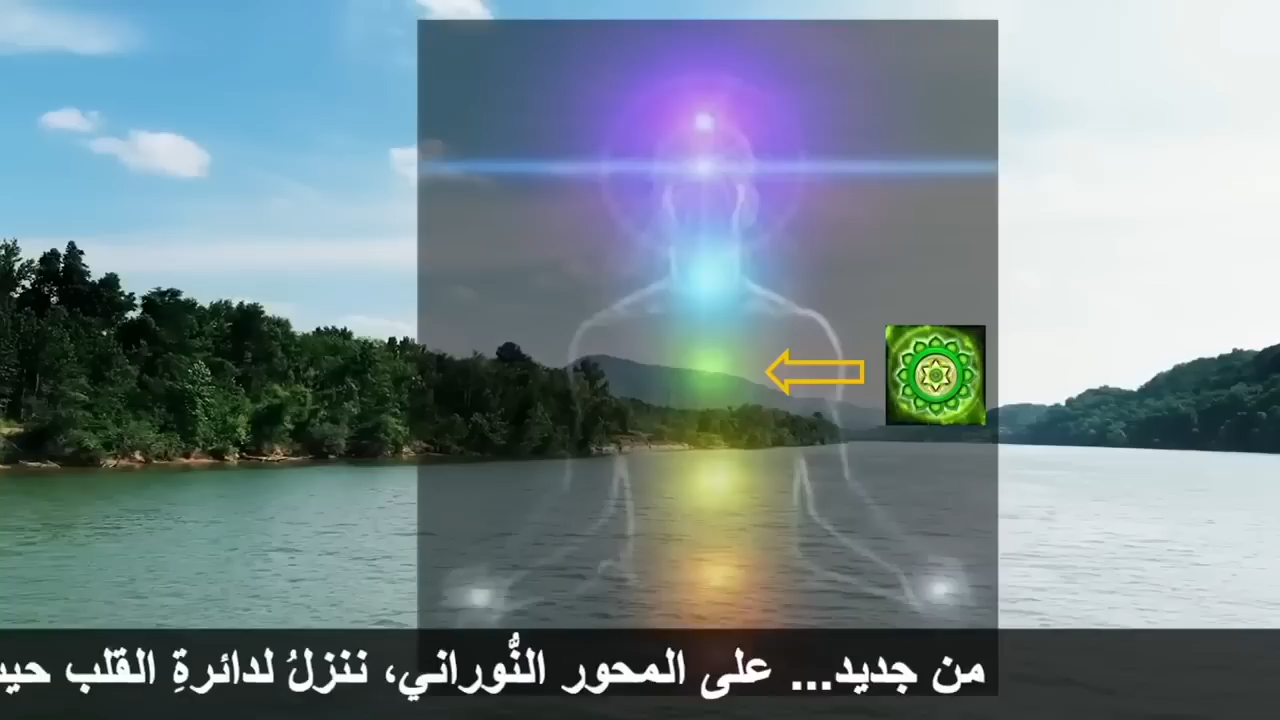 من جديد... على المحور النُّوراني، ننزلُ لدائرةِ القلب